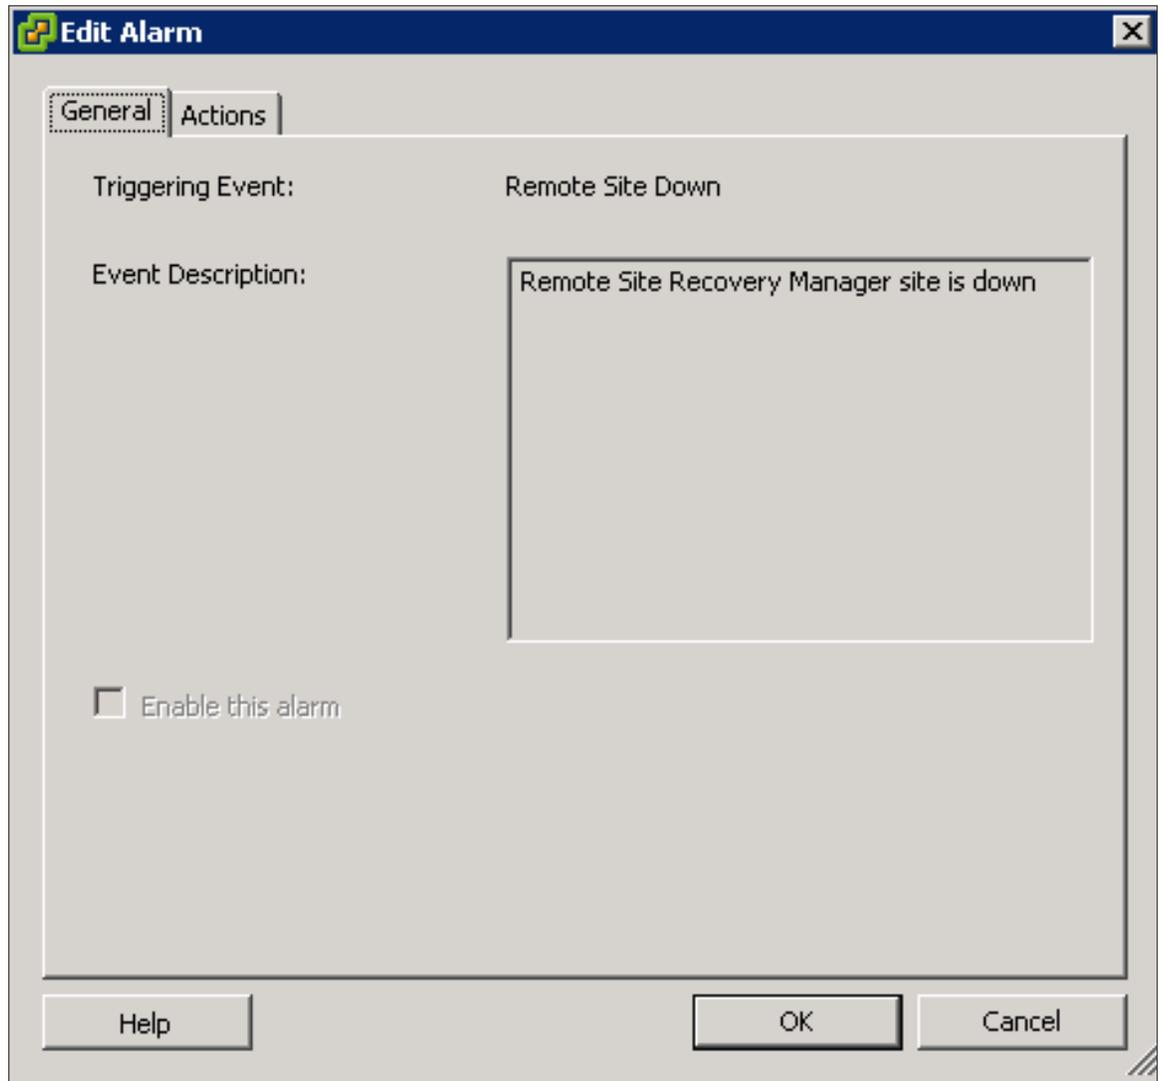 Edit Alarm
General
Actions
Triggering Event:
Remote Site Down
Event Description:
Remote Site Recovery Manager site is down
Enable this alarm
Help
OK
Cancel